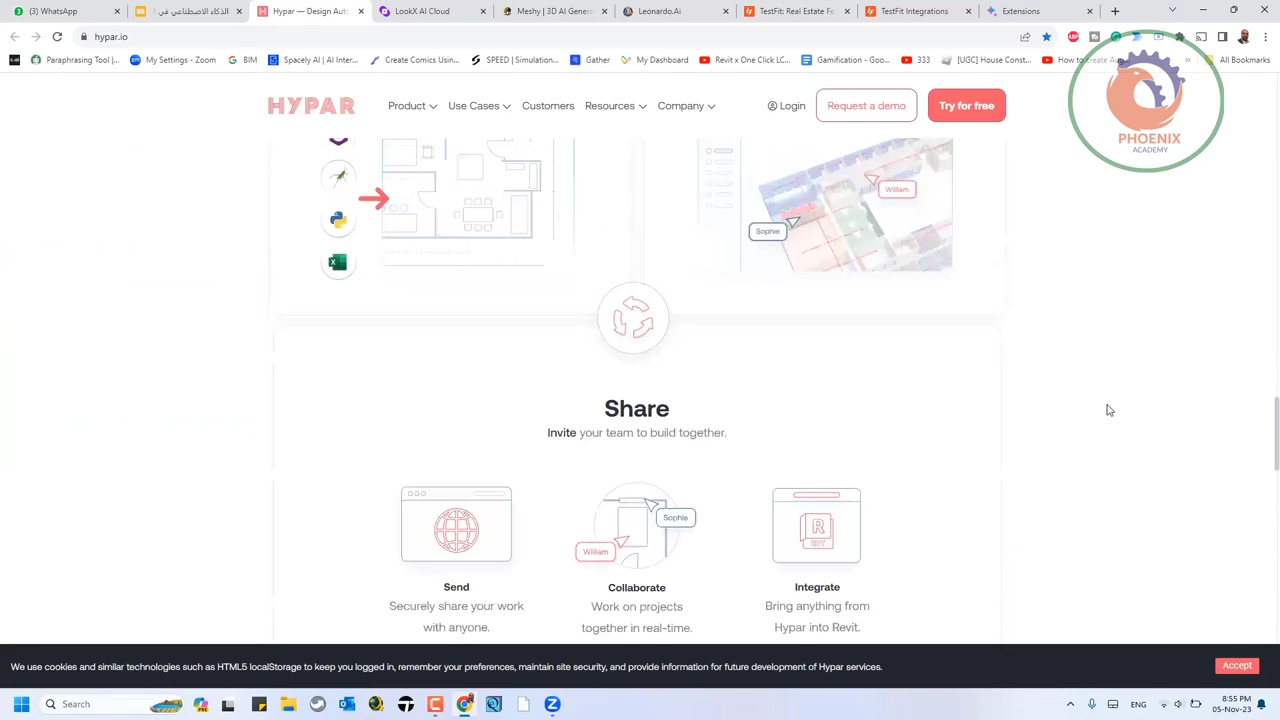 (3) WhatsApp
الذكاء الاصطناعي في ا
Hypar — Design Auto
LookX AI Cloud
Meshy | 3D AI Genera
Leonardo.Ai
TestFit: Real Estate Fe
TestFit Integrations
Extensions
hypar.io
Paraphrasing Tool |
My Settings - Zoom
BIM
Spacely AI | AI Inter...
Create Comics Usin...
SPEED | Simulation...
Gather
My Dashboard
Revit x One Click LC...
Gamification - Goo...
333
[UGC] House Const...
How to create Aug
All Bookmarks
HYPAR
Product
Use Cases
Customers
Resources
Company
Login
Request a demo
Try for free
PHOENIX
ACADEMY
William
Sophie
Share
Invite your team to build together.
Sophie
William
R
Send
Collaborate
Integrate
Securely share your work
with anyone.
Work on projects
together in real-time.
Bring anything from
Hypar into Revit.
We use cookies and similar technologies such as HTML5 localStorage to keep you logged in, remember your preferences, maintain site security, and provide information for future development of Hypar services.
Accept
Search
ENG
8:55 PM
05-Nov-23